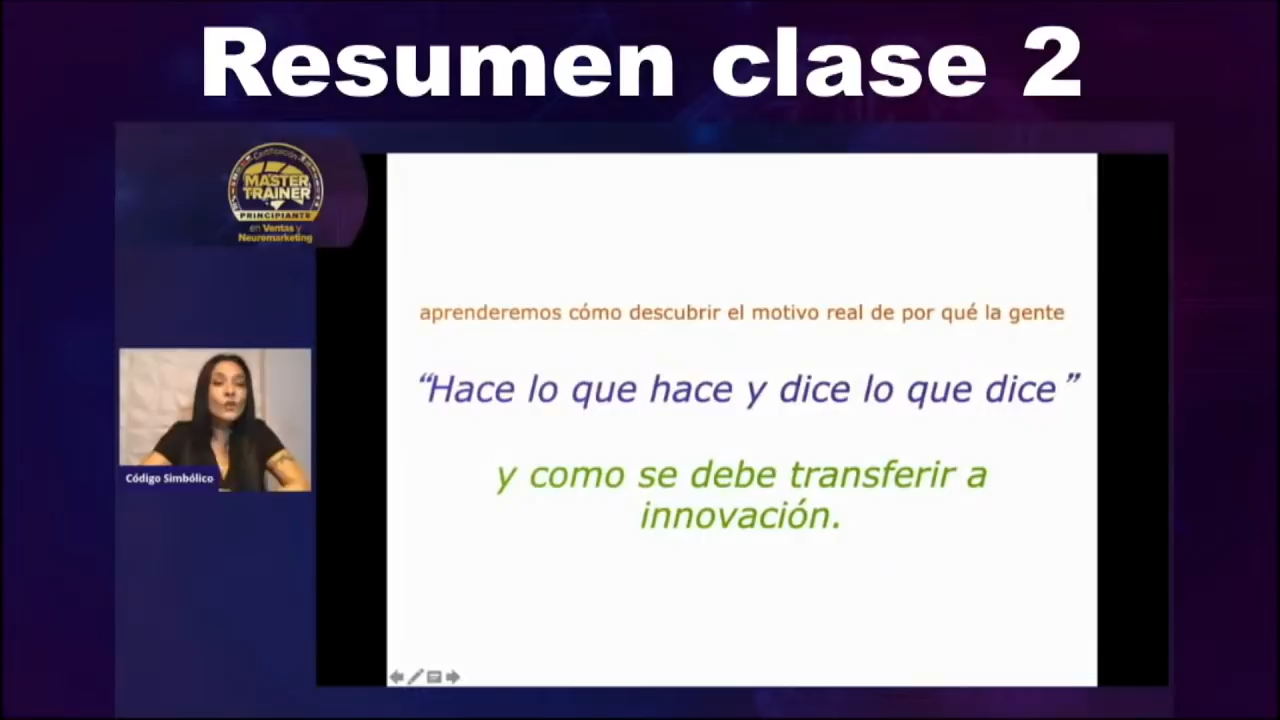 Resumen clase 2
Certificación
MASTER
TRAINER
PRINCIPIANTE
en Ventas y
Neuromarketing
aprenderemos cómo descubrir el motivo real de por qué la gente
“Hace lo que hace y dice lo que dice”
y como se debe transferir a
innovación.
Código Simbólico